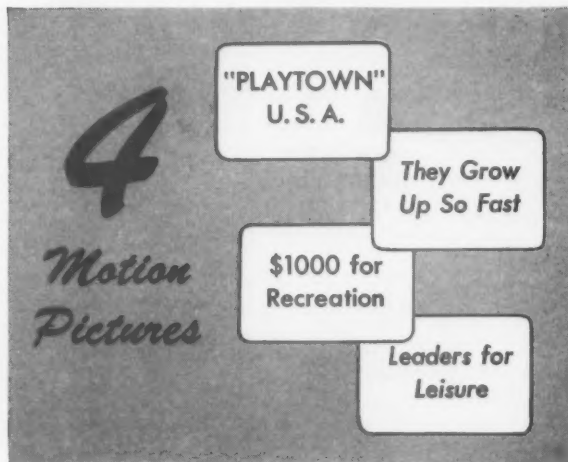 4
Motion
Pictures
"PLAYTOWN"
U. S. A.
They Grow
Up So Fast
$1000 for
Recreation
Leaders for
Leisure